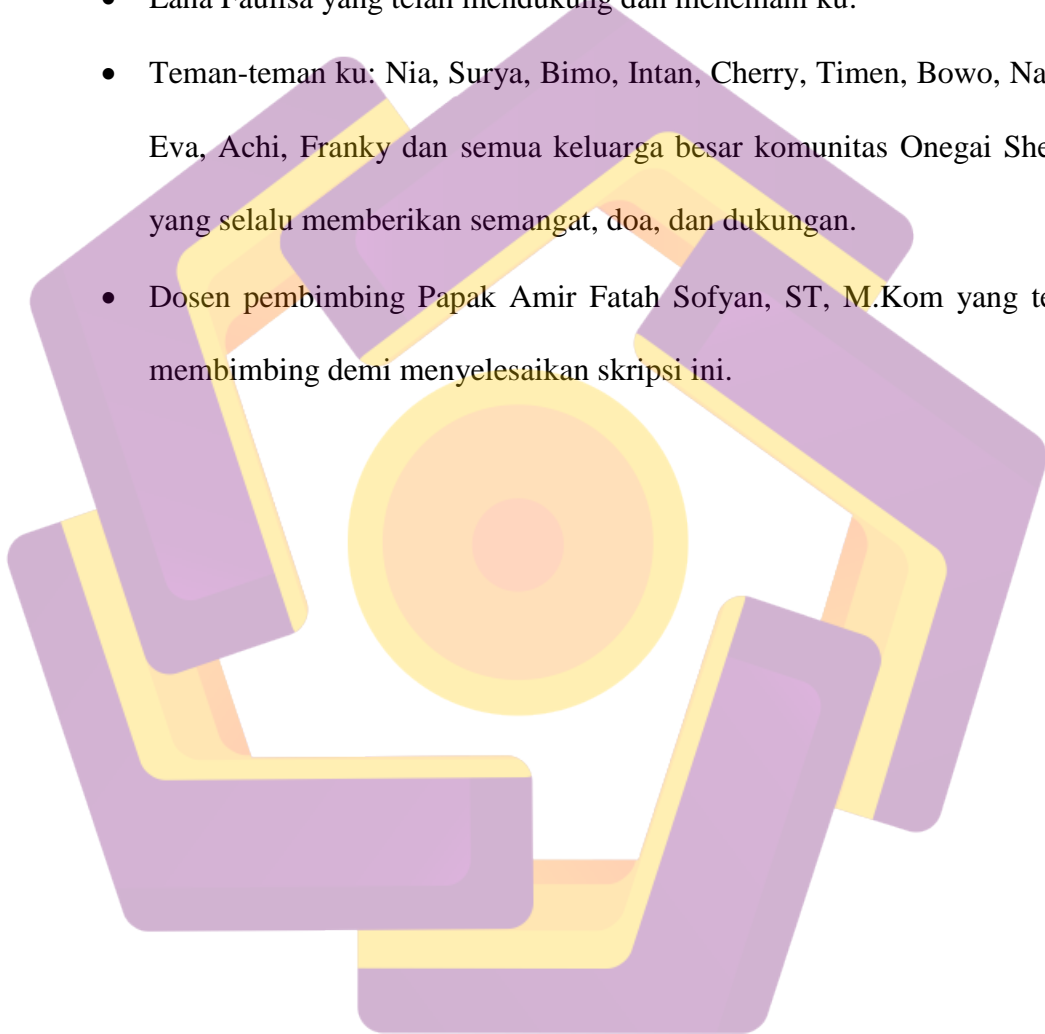 yang telah mendukung dan menemani ku.
• Teman-teman ku: Nia, Surya, Bimo, Intan, Cherry, Timen, Bowo, Na
Eva, Achi, Franky dan semua keluarga besar komunitas Onegai She
yang selalu memberikan semangat, doa, dan dukungan.
• Dosen pembimbing Papak Amir Fatah Sofyan, ST, M.Kom yang te
membimbing demi menyelesaikan skripsi ini.